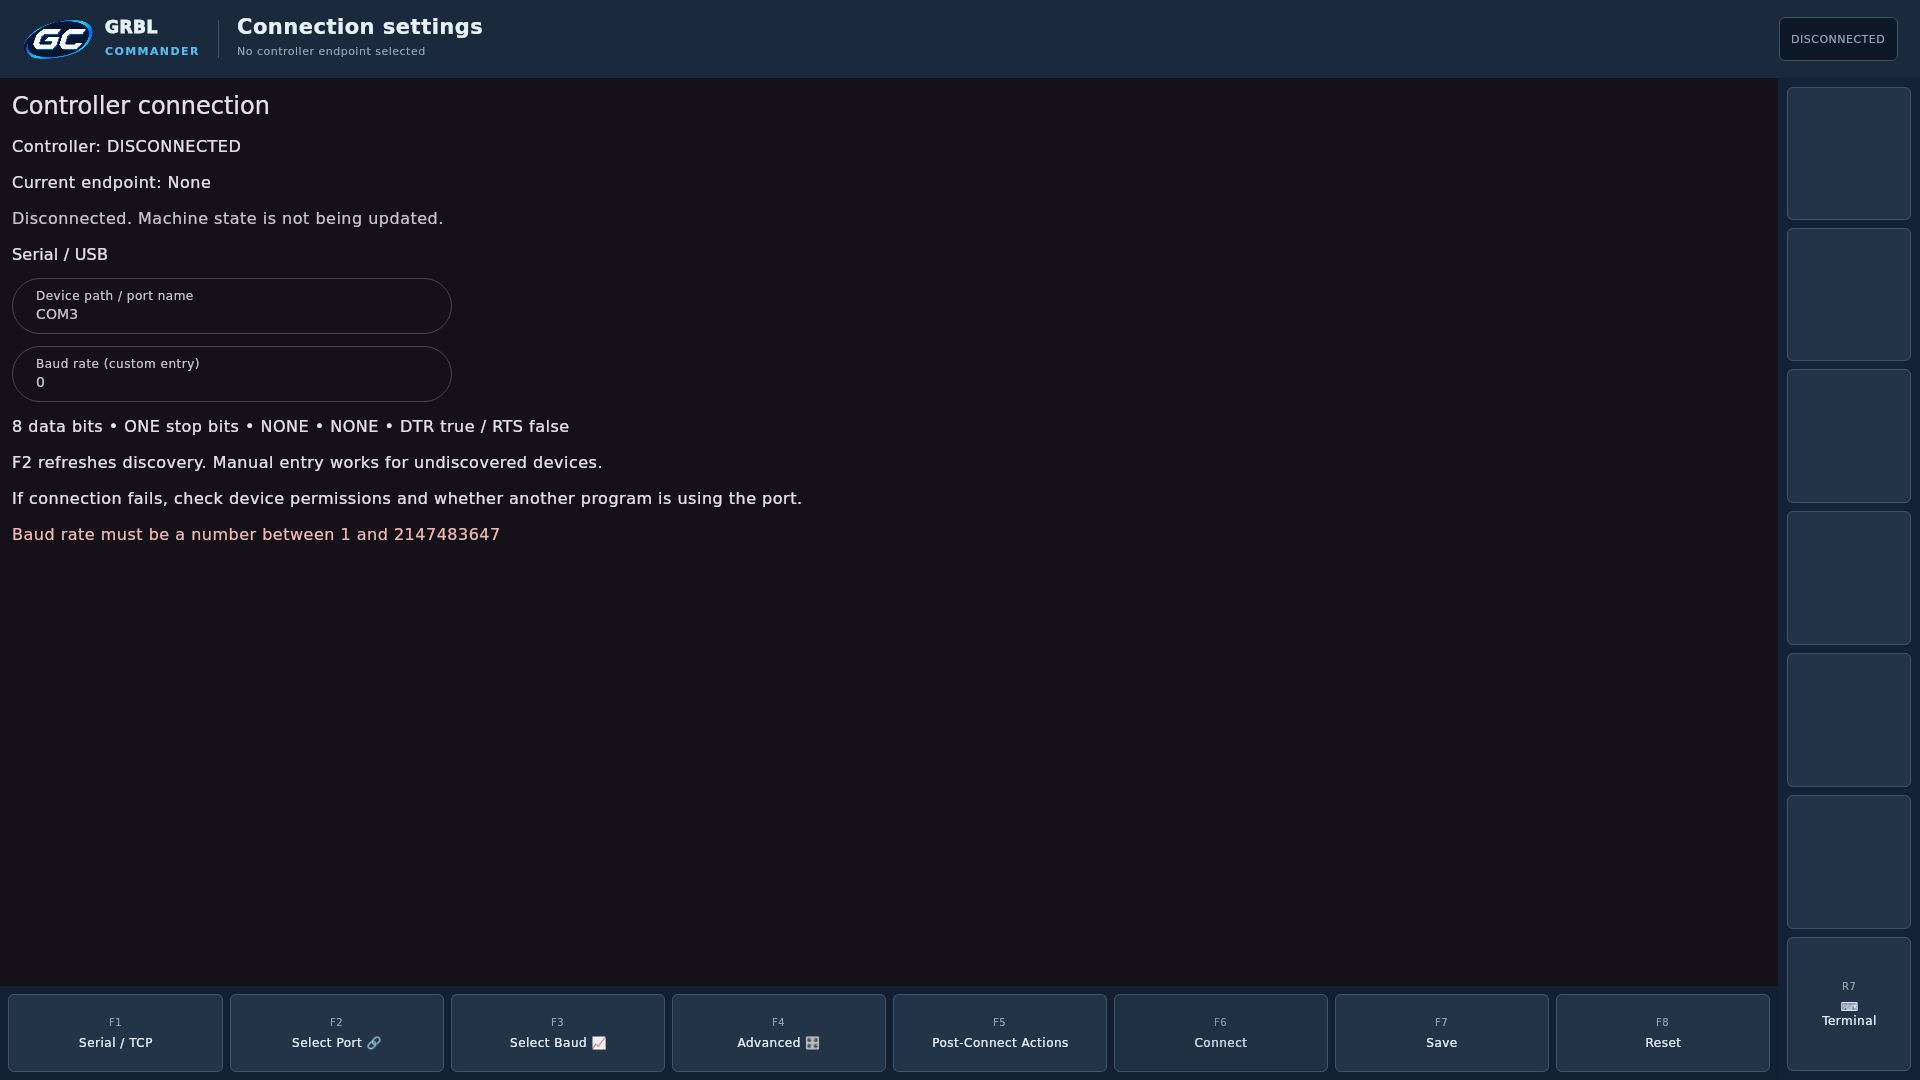 GC
GRBL
COMMANDER
Connection settings
No controller endpoint selected
DISCONNECTED
Controller connection
Controller: DISCONNECTED
Current endpoint: None
Disconnected. Machine state is not being updated.
Serial / USB
Device path / port name
COM3
Baud rate (custom entry)
0
8 data bits • ONE stop bits • NONE • NONE • DTR true / RTS false
F2 refreshes discovery. Manual entry works for undiscovered devices.
If connection fails, check device permissions and whether another program is using the port.
Baud rate must be a number between 1 and 2147483647
F1
Serial / TCP
F2
Select Port 🔗
F3
Select Baud 📈
F4
Advanced 🎛
F5
Post-Connect Actions
F6
Connect
F7
Save
F8
Reset
R7
⌨
Terminal